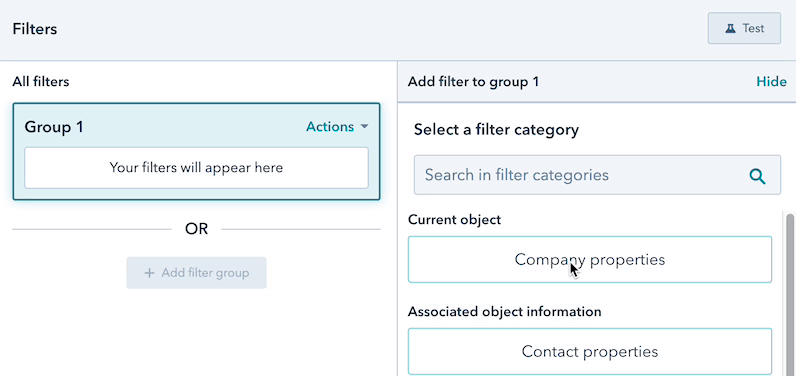 Filters
Test
All filters
Group 1
Actions
Your filters will appear here
OR
+ Add filter group
Add filter to group 1
Hide
Select a filter category
Search in filter categories
Current object
Company properties
Associated object information
Contact properties